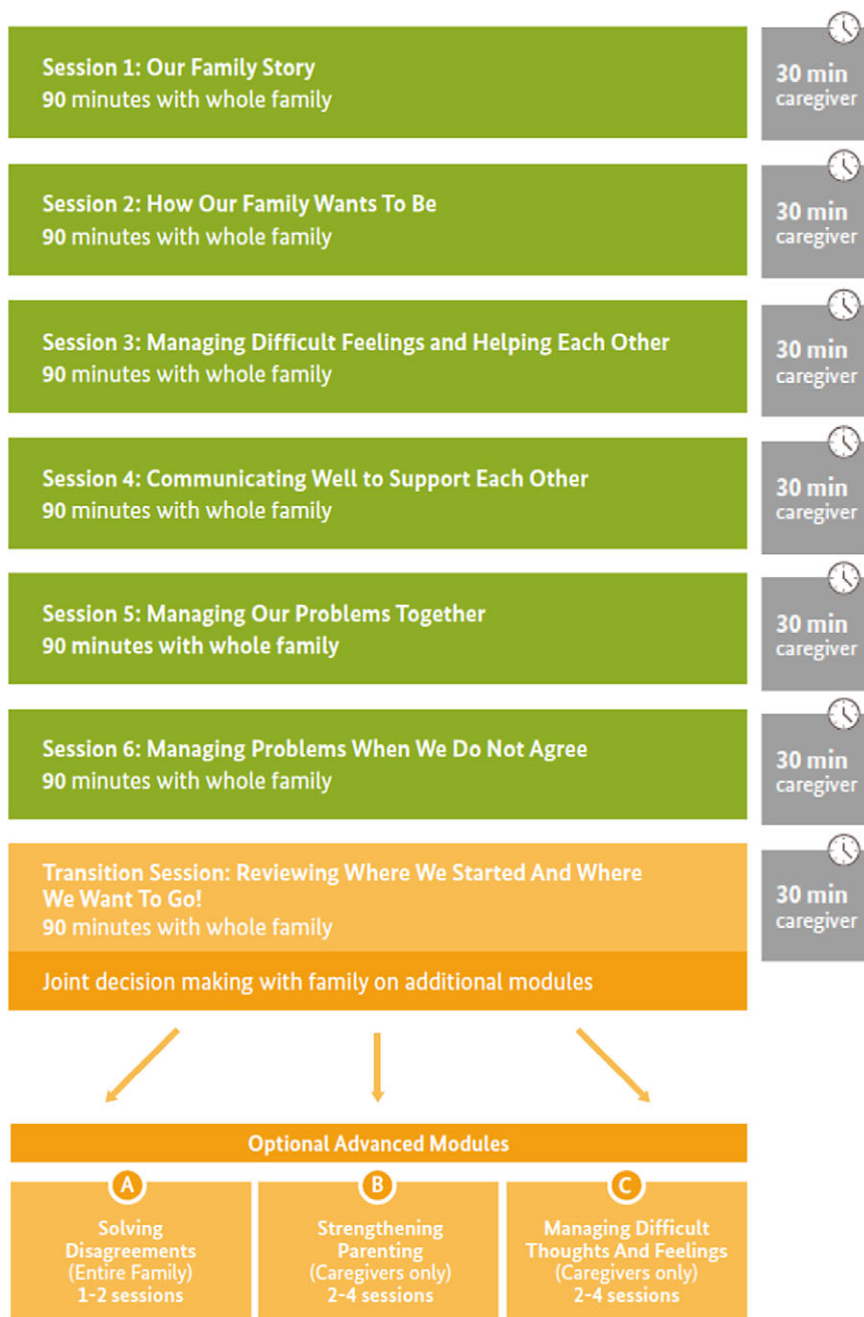 Session 1: Our Family Story
90 minutes with whole family
30 min
caregiver
Session 2: How Our Family Wants To Be
90 minutes with whole family
30 min
caregiver
Session 3: Managing Difficult Feelings and Helping Each Other
90 minutes with whole family
30 min
caregiver
Session 4: Communicating Well to Support Each Other
90 minutes with whole family
30 min
caregiver
Session 5: Managing Our Problems Together
90 minutes with whole family
30 min
caregiver
Session 6: Managing Problems When We Do Not Agree
90 minutes with whole family
30 min
caregiver
Transition Session: Reviewing Where We Started And Where
We Want To Go!
90 minutes with whole family
30 min
caregiver
Joint decision making with family on additional modules
Optional Advanced Modules
A
Solving
Disagreements
(Entire Family)
1-2 sessions
B
Strengthening
Parenting
(Caregivers only)
2-4 sessions
C
Managing Difficult
Thoughts And Feelings
(Caregivers only)
2-4 sessions